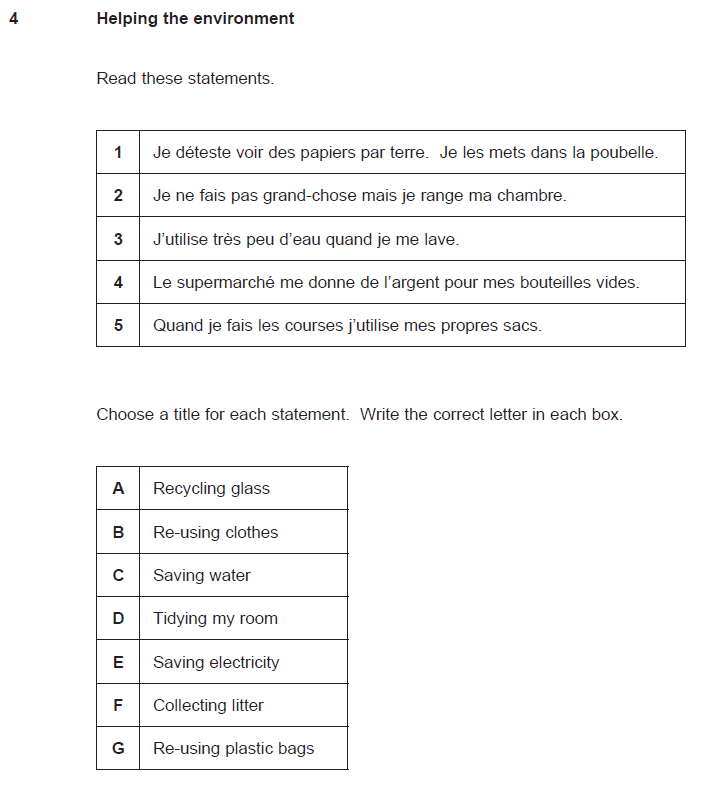 4 Helping the environment
Read these statements.
1 Je déteste voir des papiers par terre. Je les mets dans la poubelle.
2 Je ne fais pas grand-chose mais je range ma chambre.
3 J'utilise très peu d'eau quand je me lave.
4 Le supermarché me donne de l'argent pour mes bouteilles vides.
5 Quand je fais les courses j'utilise mes propres sacs.
Choose a title for each statement. Write the correct letter in each box.
A Recycling glass
B Re-using clothes
C Saving water
D Tidying my room
E Saving electricity
F Collecting litter
G Re-using plastic bags